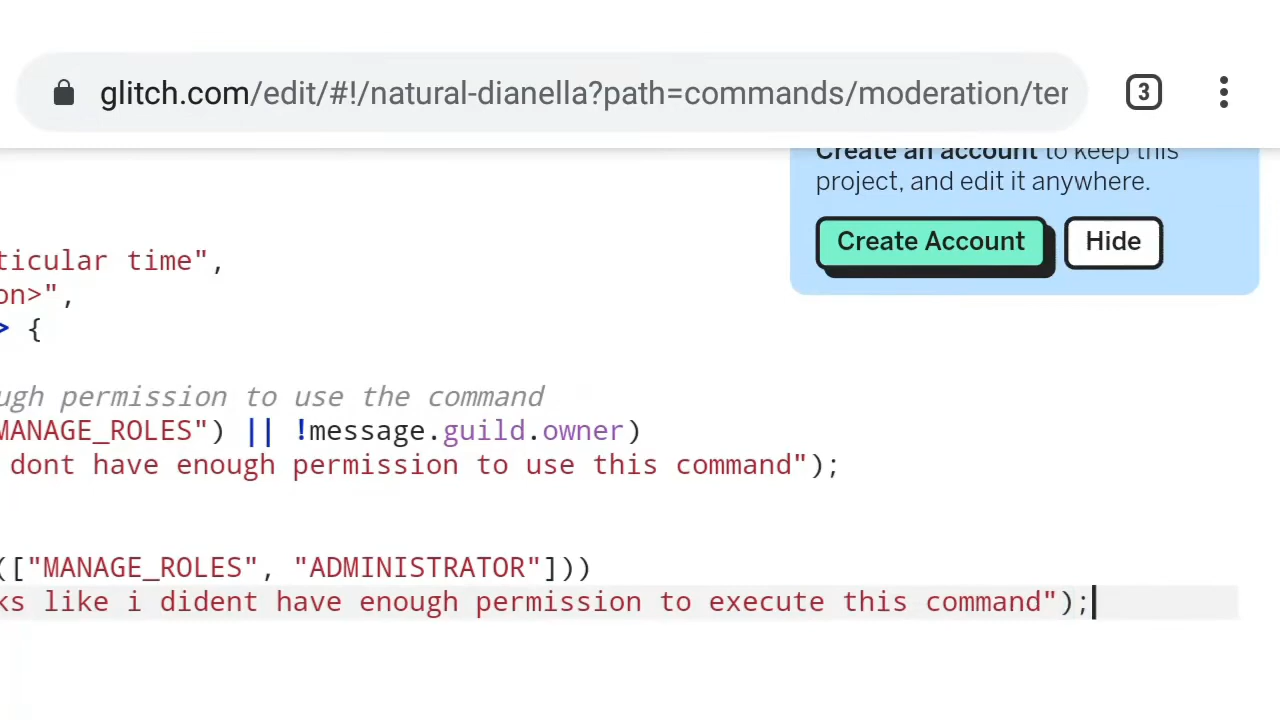 glitch.com/edit/#!/natural-dianella?path=commands/moderation/ter
3
Create an account to keep this
project, and edit it anywhere.
Create Account
Hide
ticular time",
on>",
> {
ugh permission to use the command
MANAGE_ROLES") || !message.guild.owner)
dont have enough permission to use this command");
(["MANAGE_ROLES", "ADMINISTRATOR"]))
ks like i dident have enough permission to execute this command");